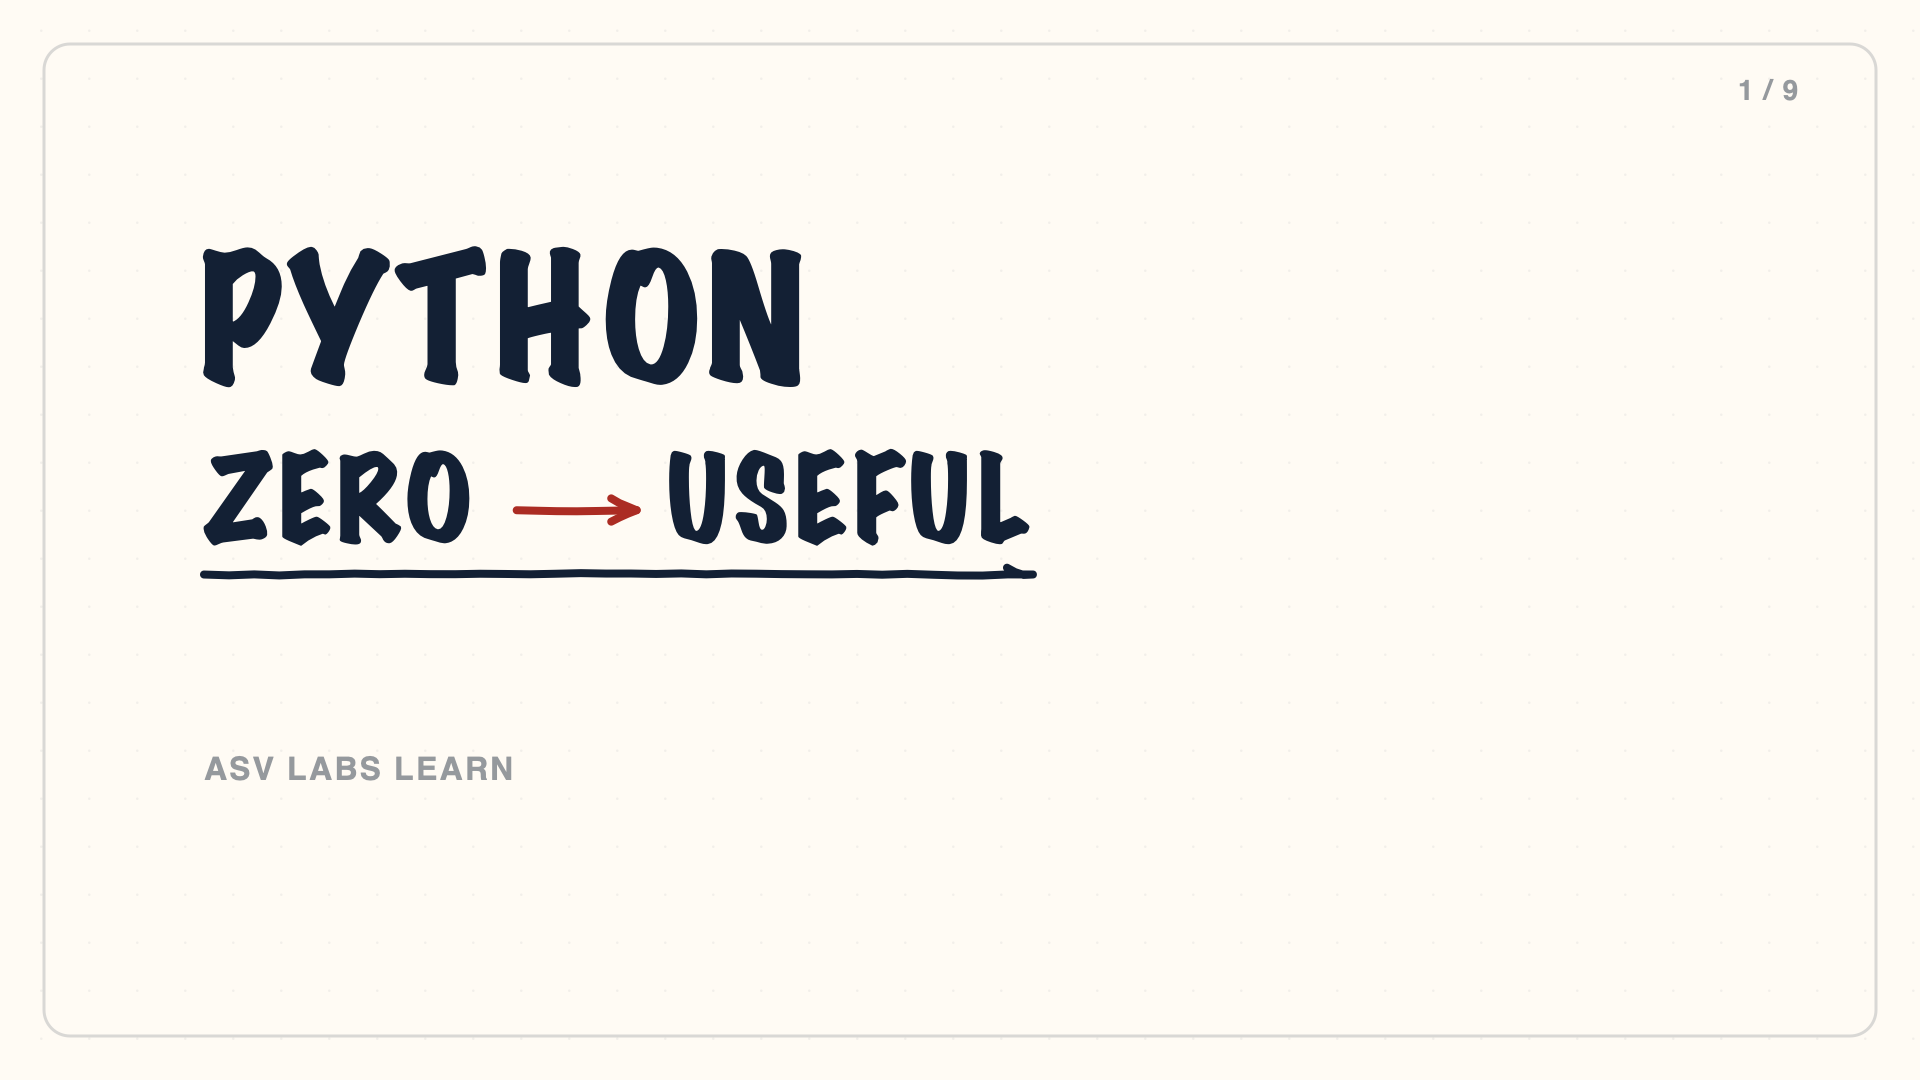 1 / 9
PYTHON
ZERO → USEFUL
ASV LABS LEARN